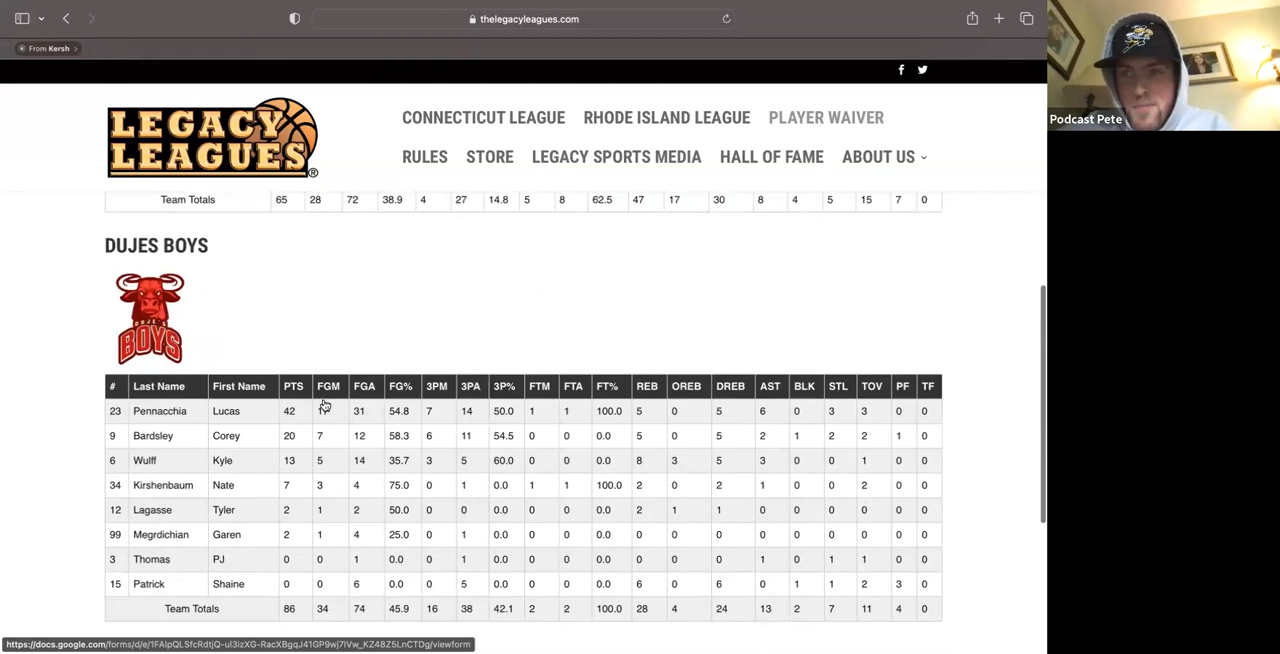 thelegacyleagues.com
From Kersh >
LEGACY LEAGUES ®
CONNECTICUT LEAGUE RHODE ISLAND LEAGUE PLAYER WAIVER
RULES STORE LEGACY SPORTS MEDIA HALL OF FAME ABOUT US
Podcast Pete
Team Totals 65 28 72 38.9 4 27 14.8 5 8 62.5 47 17 30 8 4 5 15 7 0
DUJES BOYS
DUJE'S BOYS
# Last Name First Name PTS FGM FGA FG% 3PM 3PA 3P% FTM FTA FT% REB OREB DREB AST BLK STL TOV PF TF
23 Pennacchia Lucas 42 31 54.8 7 14 50.0 1 1 100.0 5 0 5 6 0 3 3 0 0
9 Bardsley Corey 20 7 12 58.3 6 11 54.5 0 0 0.0 5 0 5 2 1 2 2 1 0
6 Wulff Kyle 13 5 14 35.7 3 5 60.0 0 0 0.0 8 3 5 3 0 0 1 0 0
34 Kirshenbaum Nate 7 3 4 75.0 0 1 0.0 1 1 100.0 2 0 2 1 0 0 2 0 0
12 Lagasse Tyler 2 1 2 50.0 0 0 0.0 0 0 0.0 2 1 1 0 0 0 0 0 0
99 Megrdichian Garen 2 1 4 25.0 0 1 0.0 0 0 0.0 0 0 0 0 0 0 0 0 0
3 Thomas PJ 0 0 1 0.0 0 1 0.0 0 0 0.0 0 0 0 1 0 1 1 0 0
15 Patrick Shaine 0 0 6 0.0 0 5 0.0 0 0 0.0 6 0 6 0 1 1 2 3 0
Team Totals 86 34 74 45.9 16 38 42.1 2 2 100.0 28 4 24 13 2 7 11 4 0